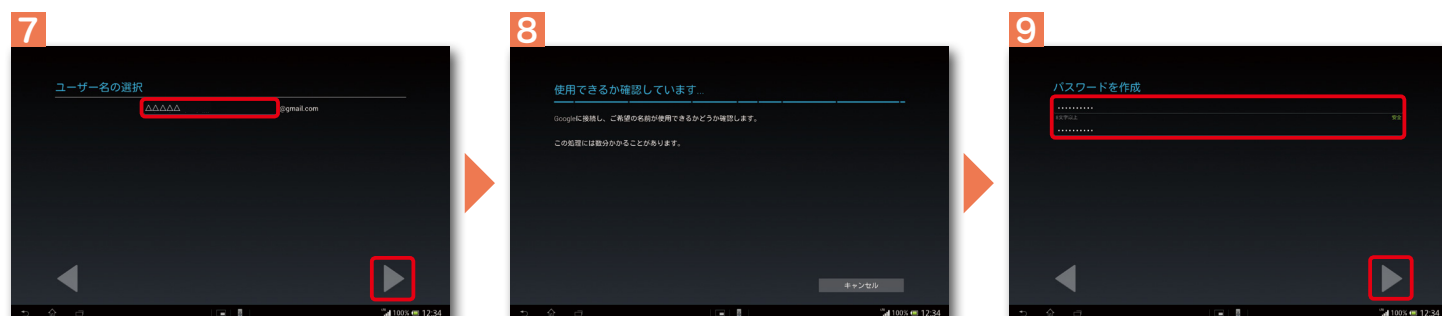 7
ユーザー名の選択
△△△△△ @gmail.com
100% 12:34
8
使用できるか確認しています...
Googleに接続し、ご希望の名前が使用できるかどうか確認します。
この処理には数分かかることがあります。
キャンセル
100% 12:34
9
パスワードを作成
..........
8文字以上 安全
..........
100% 12:34